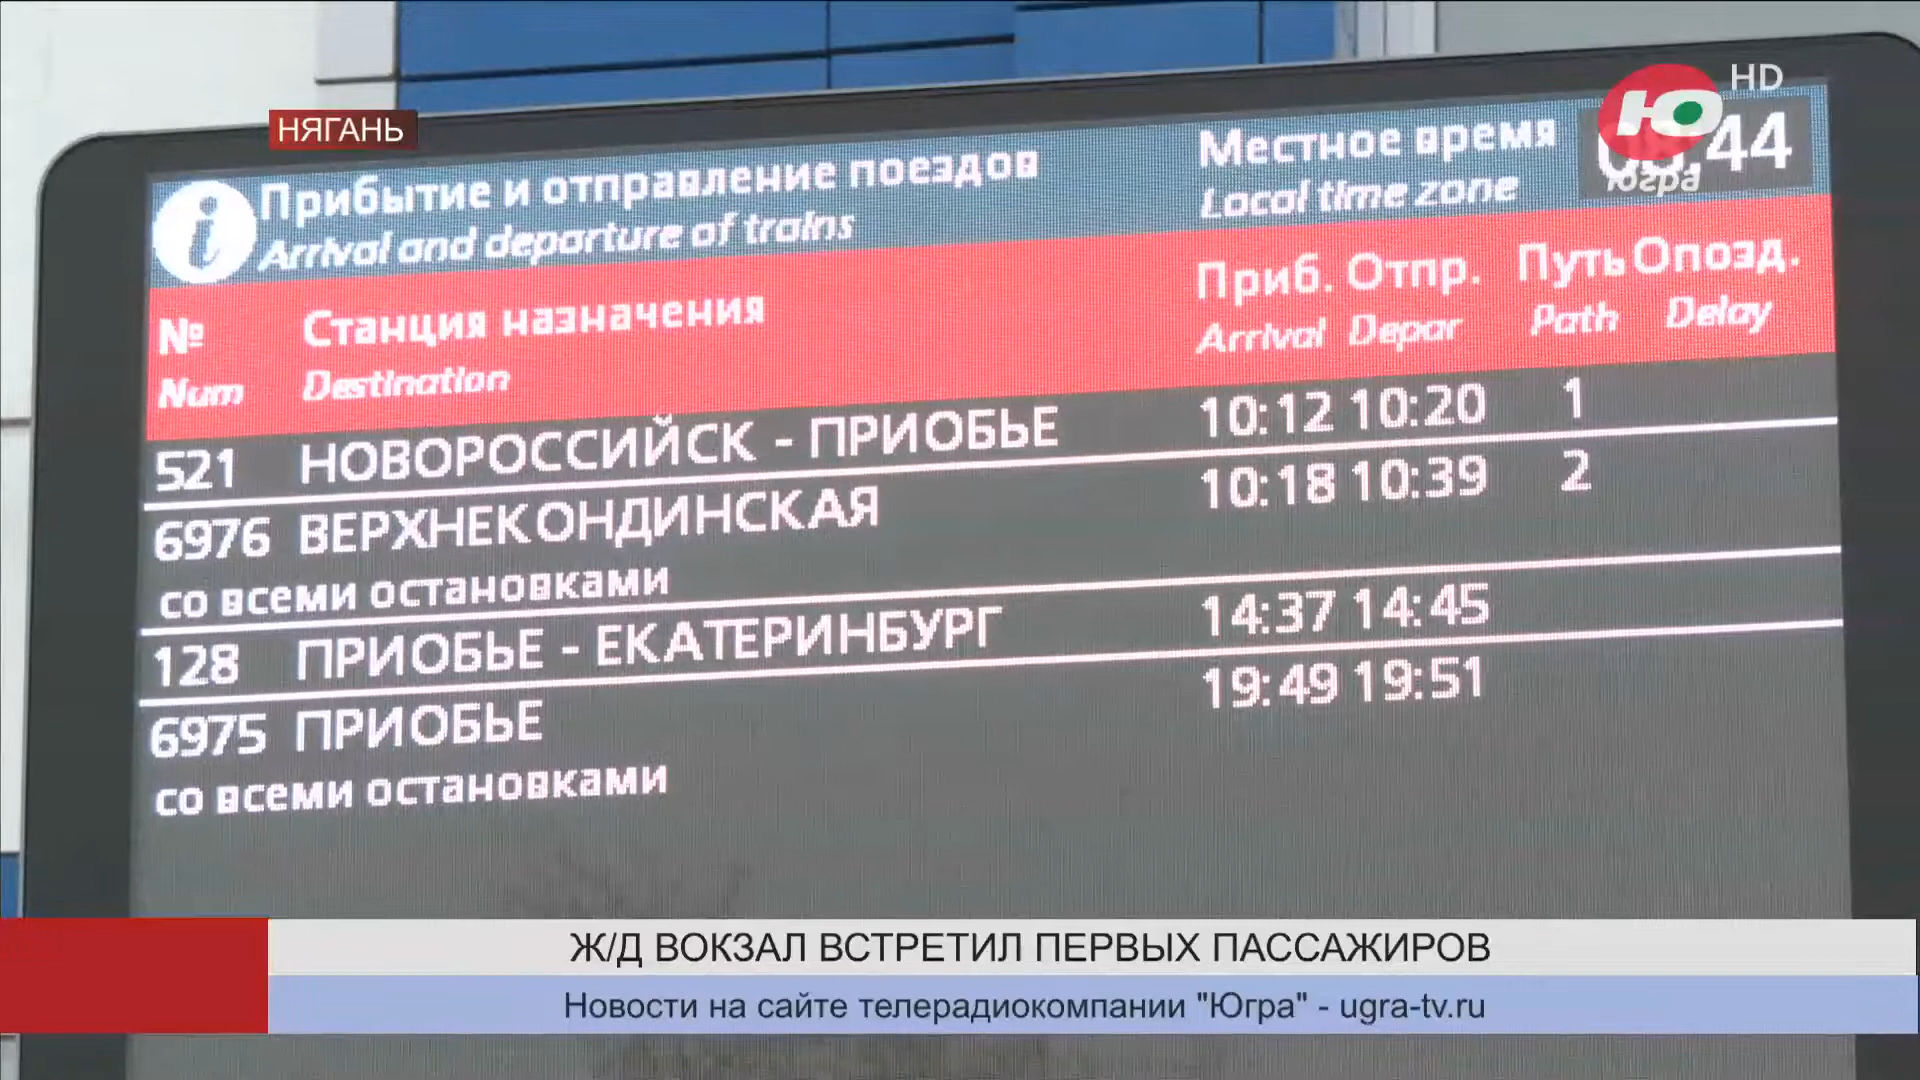 HD
Ю
Югра
НЯГАНЬ
i Прибытие и отправление поездов
Arrival and departure of trains
Местное время
Local time zone
:44
№ Станция назначения Приб. Отпр. Путь Опозд.
Num Destination Arrival Depar Path Delay
521 НОВОРОССИЙСК - ПРИОБЬЕ 10:12 10:20 1
6976 ВЕРХНЕКОНДИНСКАЯ 10:18 10:39 2
со всеми остановками
128 ПРИОБЬЕ - ЕКАТЕРИНБУРГ 14:37 14:45
6975 ПРИОБЬЕ 19:49 19:51
со всеми остановками
Ж/Д ВОКЗАЛ ВСТРЕТИЛ ПЕРВЫХ ПАССАЖИРОВ
Новости на сайте телерадиокомпании "Югра" - ugra-tv.ru